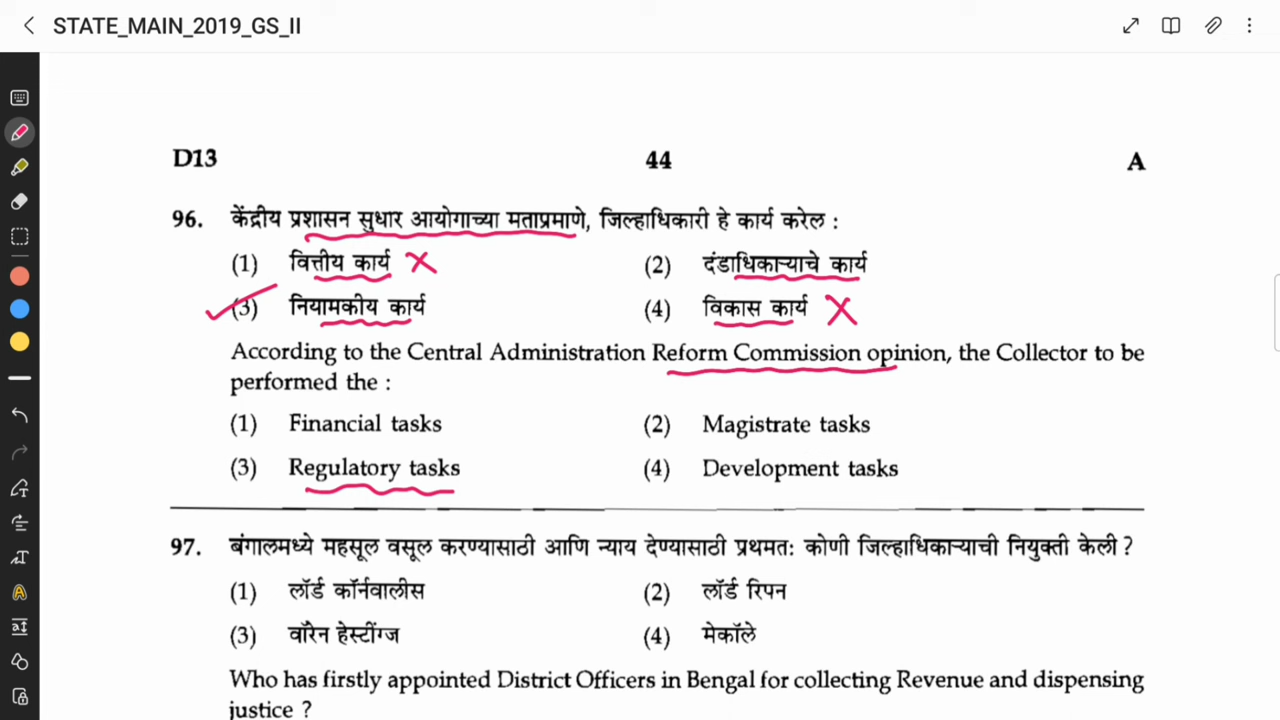 STATE_MAIN_2019_GS_II
D13 44 A
96. केंद्रीय प्रशासन सुधार आयोगाच्या मताप्रमाणे, जिल्हाधिकारी हे कार्य करेल :
(1) वित्तीय कार्य (2) दंडाधिकाऱ्याचे कार्य
(3) नियामकीय कार्य (4) विकास कार्य
According to the Central Administration Reform Commission opinion, the Collector to be
performed the :
(1) Financial tasks (2) Magistrate tasks
(3) Regulatory tasks (4) Development tasks
97. बंगालमध्ये महसूल वसूल करण्यासाठी आणि न्याय देण्यासाठी प्रथमतः कोणी जिल्हाधिकाऱ्याची नियुक्ती केली ?
(1) लॉर्ड कॉर्नवालीस (2) लॉर्ड रिपन
(3) वॉरेन हेस्टींग्ज (4) मेकॉले
Who has firstly appointed District Officers in Bengal for collecting Revenue and dispensing
justice ?